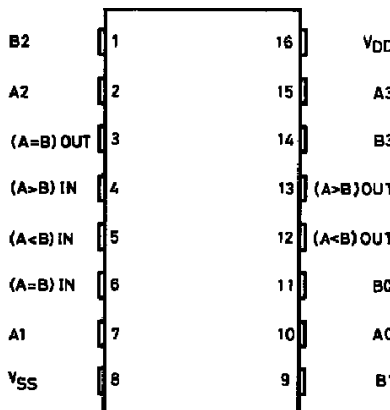 B2 1 16 VDD
A2 2 15 A3
(A=B) OUT 3 14 B3
(A>B) IN 4 13 (A>B) OUT
(A<B) IN 5 12 (A<B) OUT
(A=B) IN 6 11 B0
A1 7 10 A0
VSS 8 9 B1